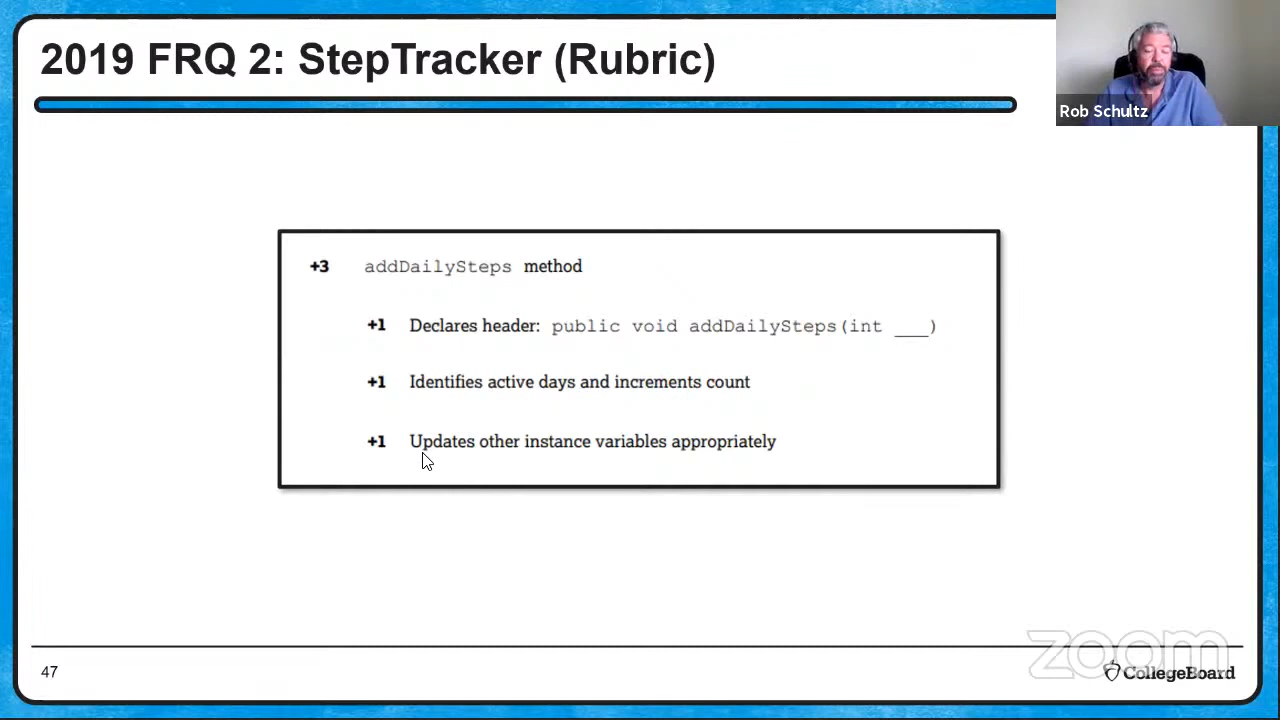 2019 FRQ 2: StepTracker (Rubric)
Rob Schultz
+3 addDailySteps method
+1 Declares header: public void addDailySteps(int ___)
+1 Identifies active days and increments count
+1 Updates other instance variables appropriately
zoom
47
CollegeBoard